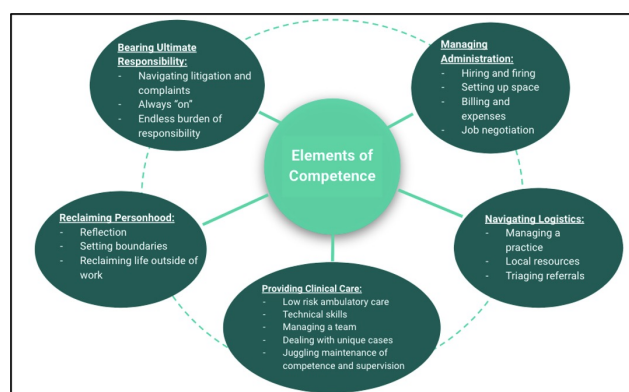 Bearing Ultimate
Responsibility:
- Navigating litigation and
complaints
- Always “on”
- Endless burden of
responsibility
Managing
Administration:
- Hiring and firing
- Setting up space
- Billing and
expenses
- Job negotiation
Elements of
Competence
Reclaiming Personhood:
- Reflection
- Setting boundaries
- Reclaiming life outside of
work
Navigating Logistics:
- Managing a
practice
- Local resources
- Triaging referrals
Providing Clinical Care:
- Low risk ambulatory care
- Technical skills
- Managing a team
- Dealing with unique cases
- Juggling maintenance of
competence and supervision